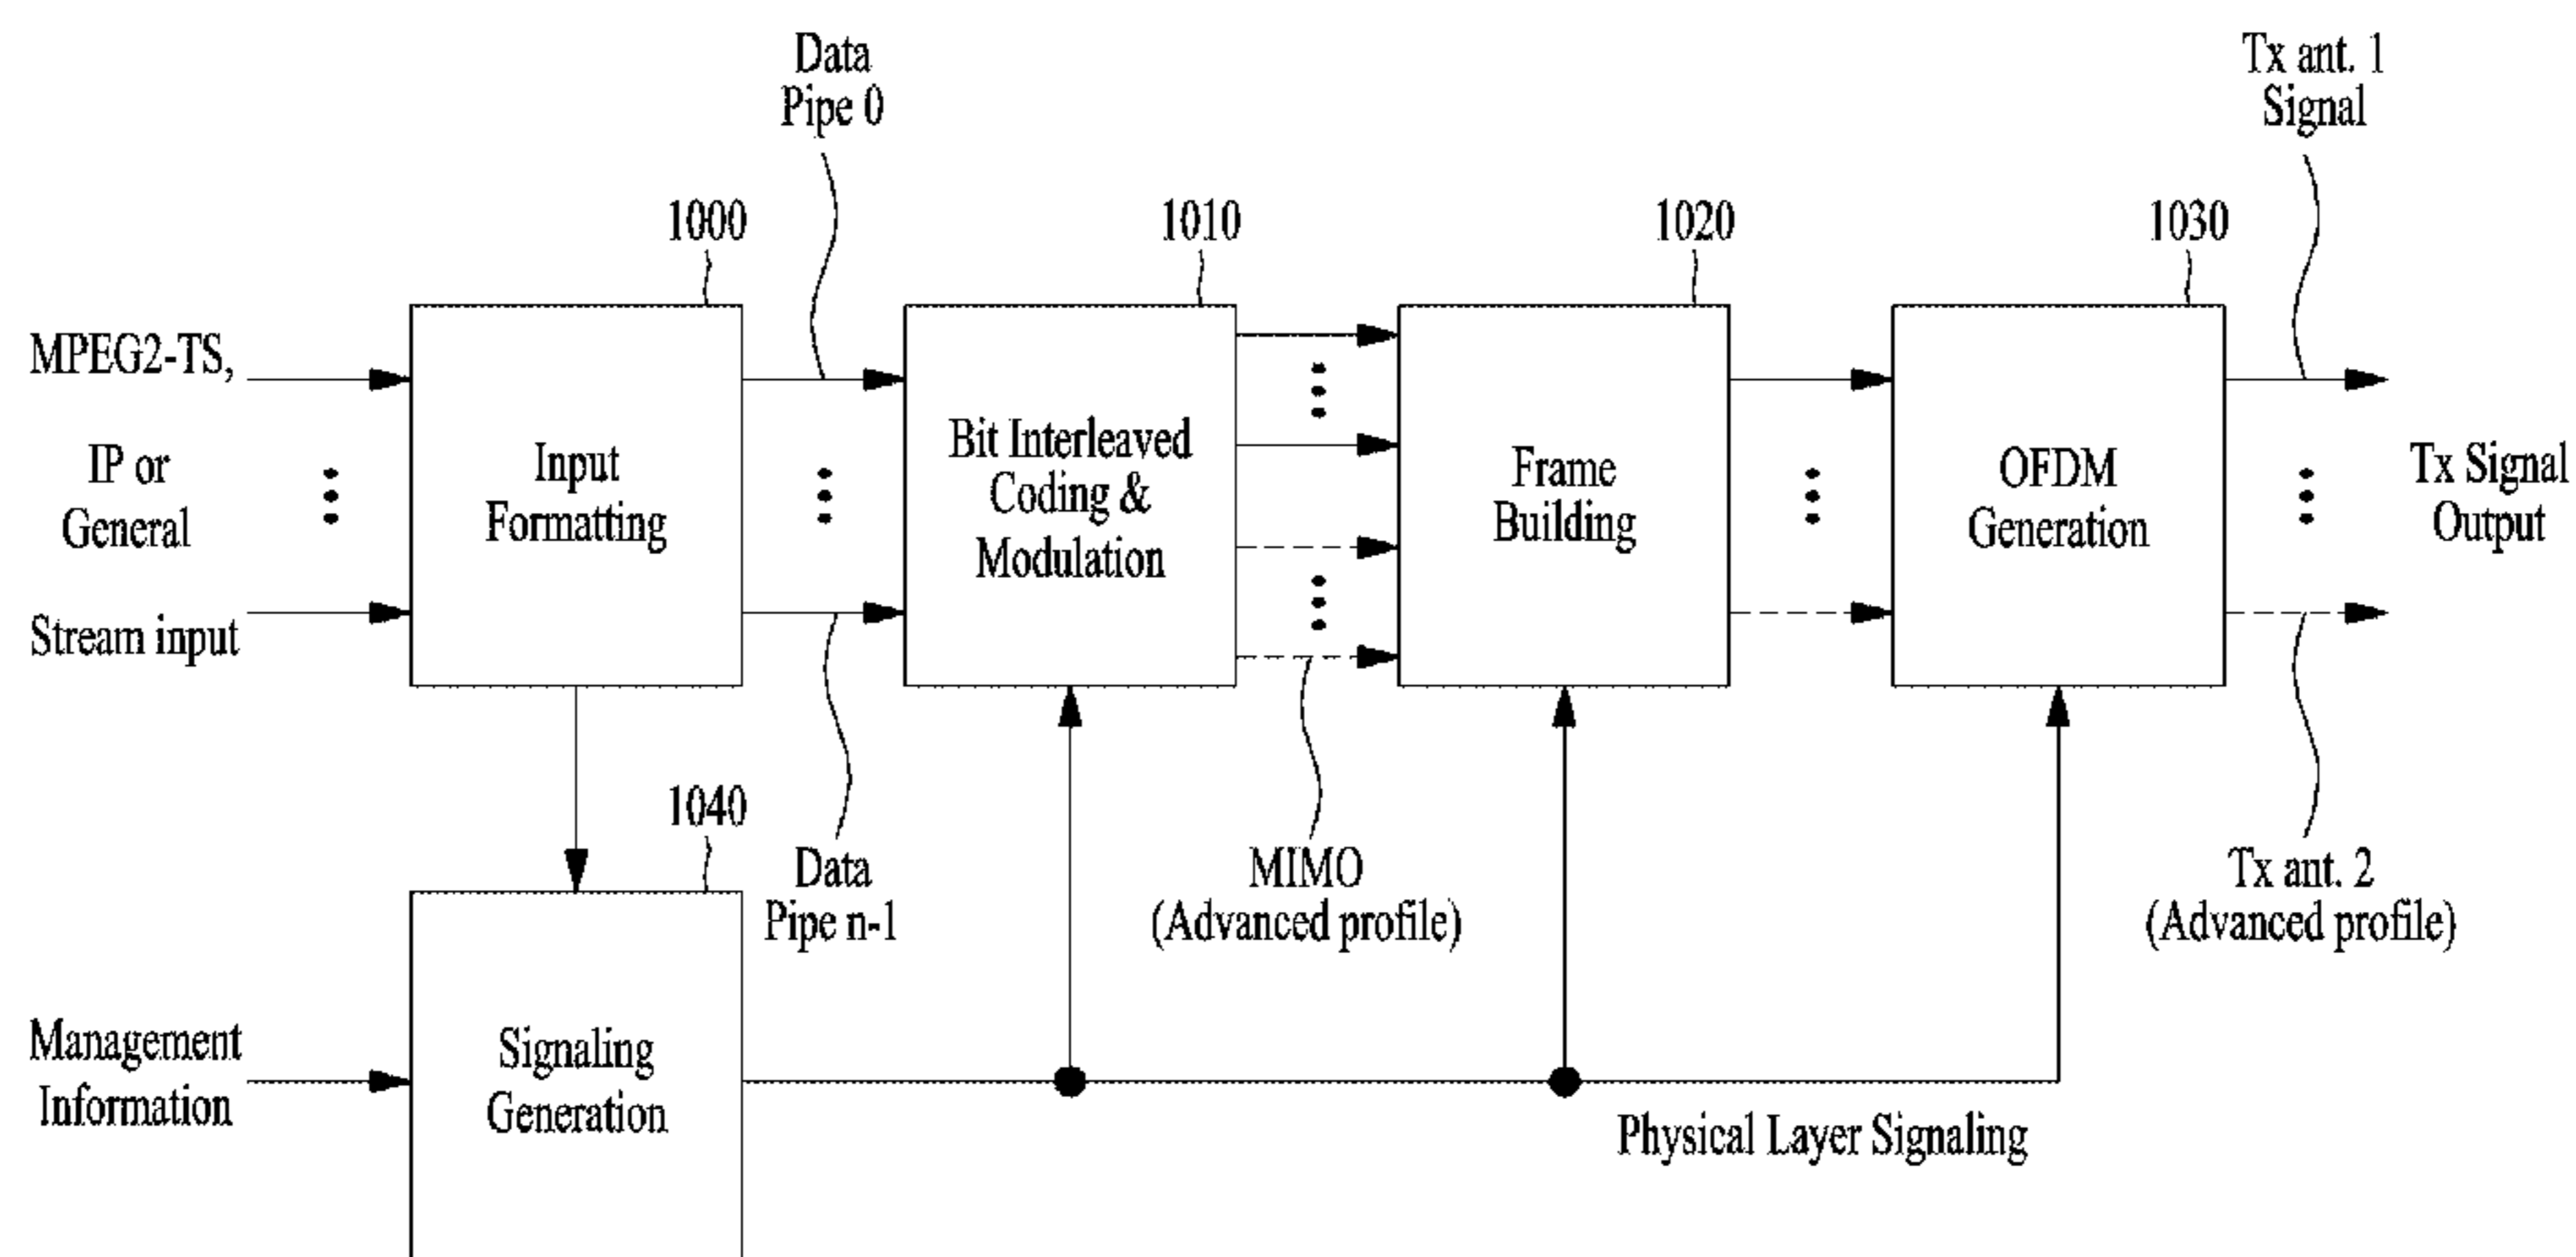 Data
Pipe 0
Tx ant. 1
Signal
1000
1010
1020
1030
MPEG2-TS,
IP or
General
Stream input
Input
Formatting
Bit Interleaved
Coding &
Modulation
Frame
Building
OFDM
Generation
Tx Signal
Output
1040
Data
Pipe n-1
MIMO
(Advanced profile)
Tx ant. 2
(Advanced profile)
Management
Information
Signaling
Generation
Physical Layer Signaling